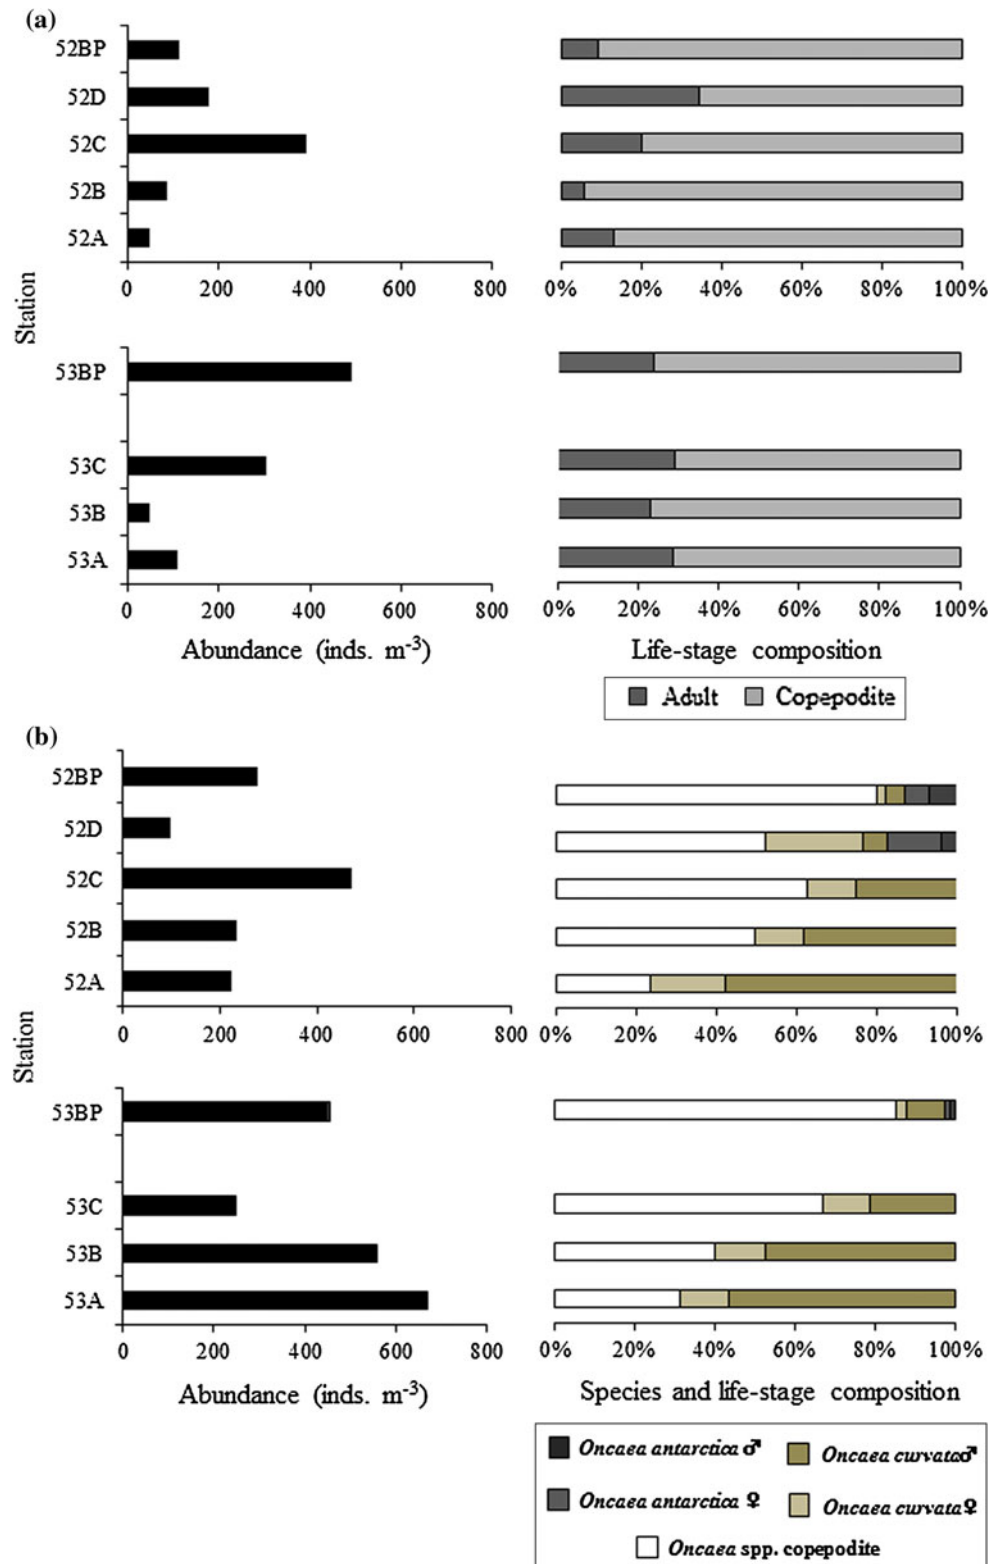 (a)
52BP
52D
52C
52B
52A
0 200 400 600 800
0% 20% 40% 60% 80% 100%
Station
53BP
53C
53B
53A
0 200 400 600 800
0% 20% 40% 60% 80% 100%
Abundance (inds. m-3)
Life-stage composition
Adult Copepodite
(b)
52BP
52D
52C
52B
52A
0 200 400 600 800
0% 20% 40% 60% 80% 100%
Station
53BP
53C
53B
53A
0 200 400 600 800
0% 20% 40% 60% 80% 100%
Abundance (inds. m-3)
Species and life-stage composition
Oncaea antarctica ♂ Oncaea curvata♂
Oncaea antarctica ♀ Oncaea curvata♀
Oncaea spp. copepodite